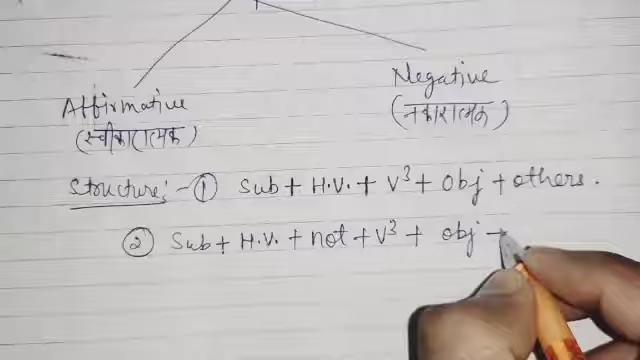 Affirmative
(स्वीकारात्मक)
Negative
(नकारात्मक)
Structure:- ① Sub + H.V. + V³ + Obj + others.
② Sub + H.V. + not + V³ + obj +